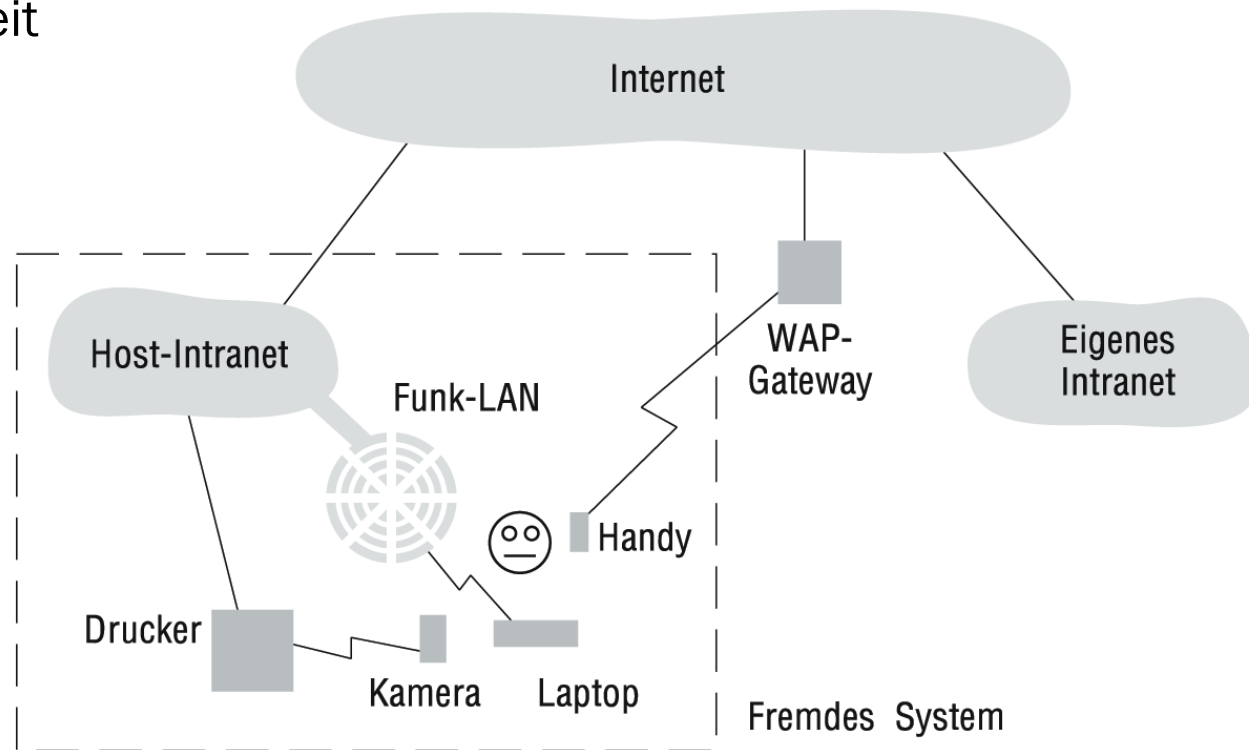 eit
Internet
Host-Intranet
Funk-LAN
WAP-
Gateway
Eigenes
Intranet
Handy
Drucker
Kamera
Laptop
Fremdes System